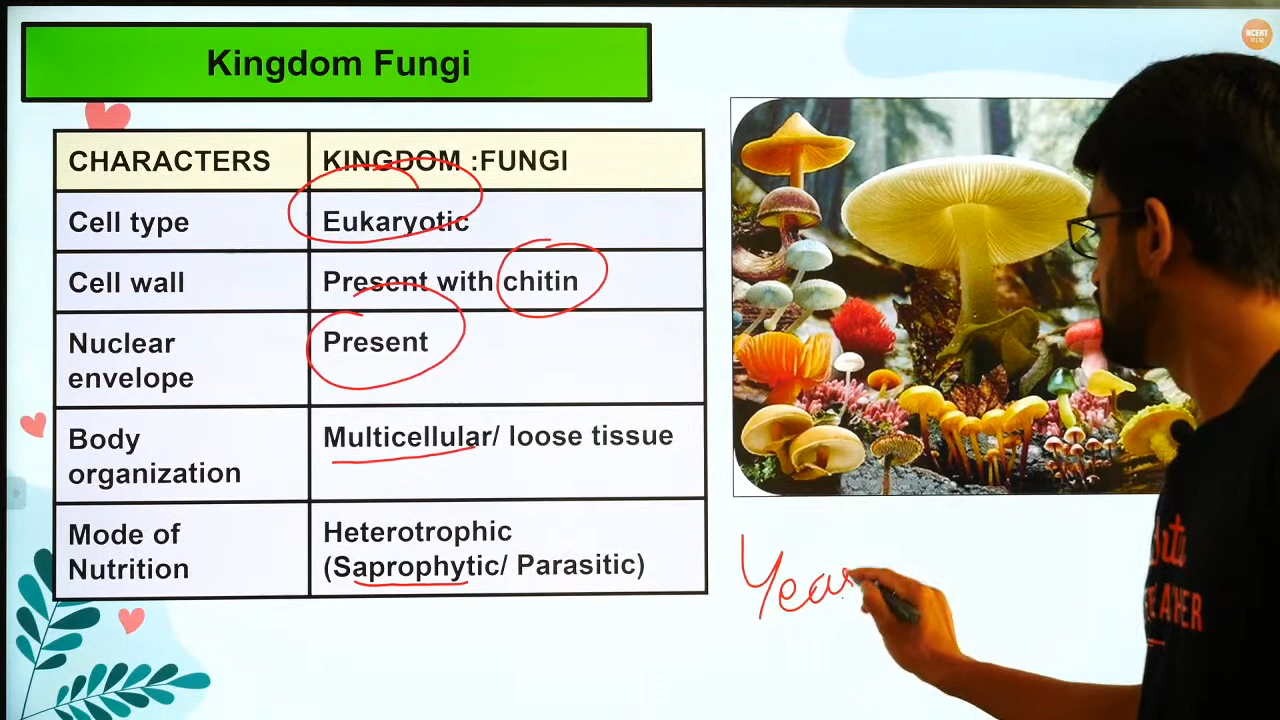 Kingdom Fungi
NCERT
CHARACTERS
KINGDOM :FUNGI
Cell type
Eukaryotic
Cell wall
Present with chitin
Nuclear
envelope
Present
Body
organization
Multicellular/ loose tissue
Mode of
Nutrition
Heterotrophic
(Saprophytic/ Parasitic)
Yeas